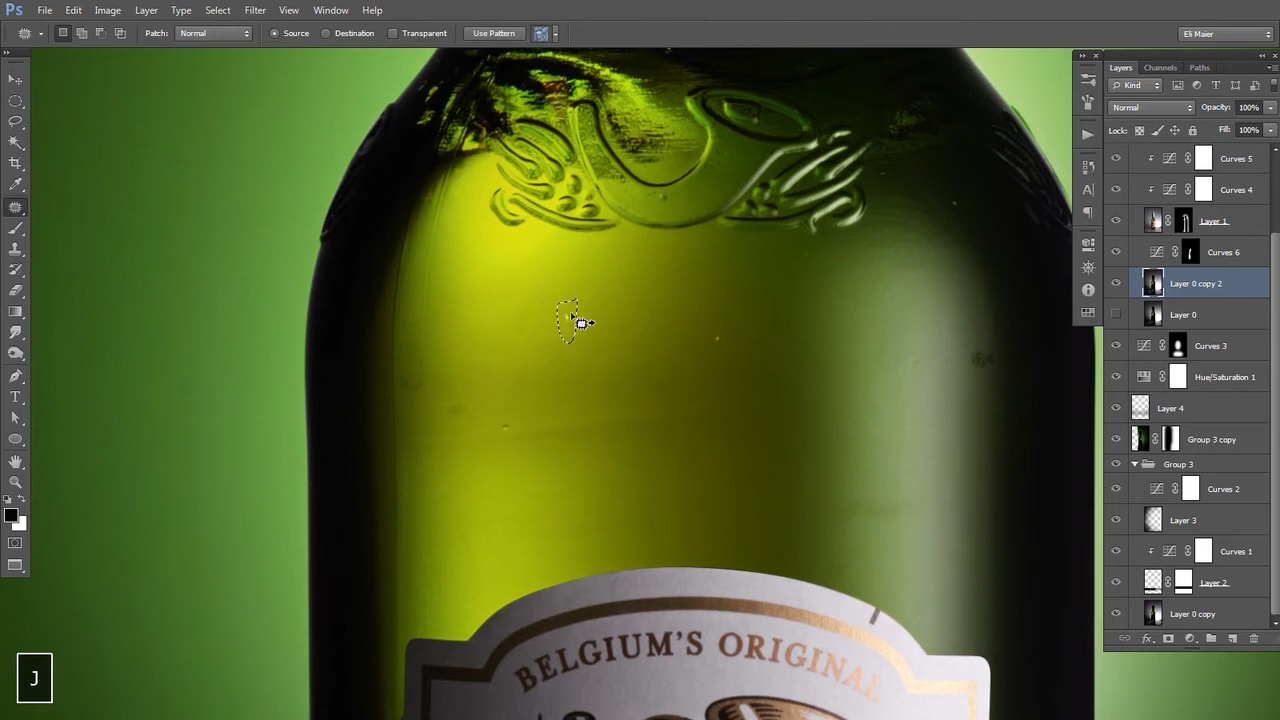 Ps File Edit Image Layer Type Select Filter View Window Help
Patch: Normal Source Destination Transparent Use Pattern Eli Maier
Layers Channels Paths
Kind
Normal Opacity: 100%
Lock: Fill: 100%
Curves 5
Curves 4
Layer 1
Curves 6
Layer 0 copy 2
Layer 0
Curves 3
Hue/Saturation 1
Layer 4
Group 3 copy
Group 3
Curves 2
Layer 3
Curves 1
Layer 2
Layer 0 copy
BELGIUM'S ORIGINAL
J